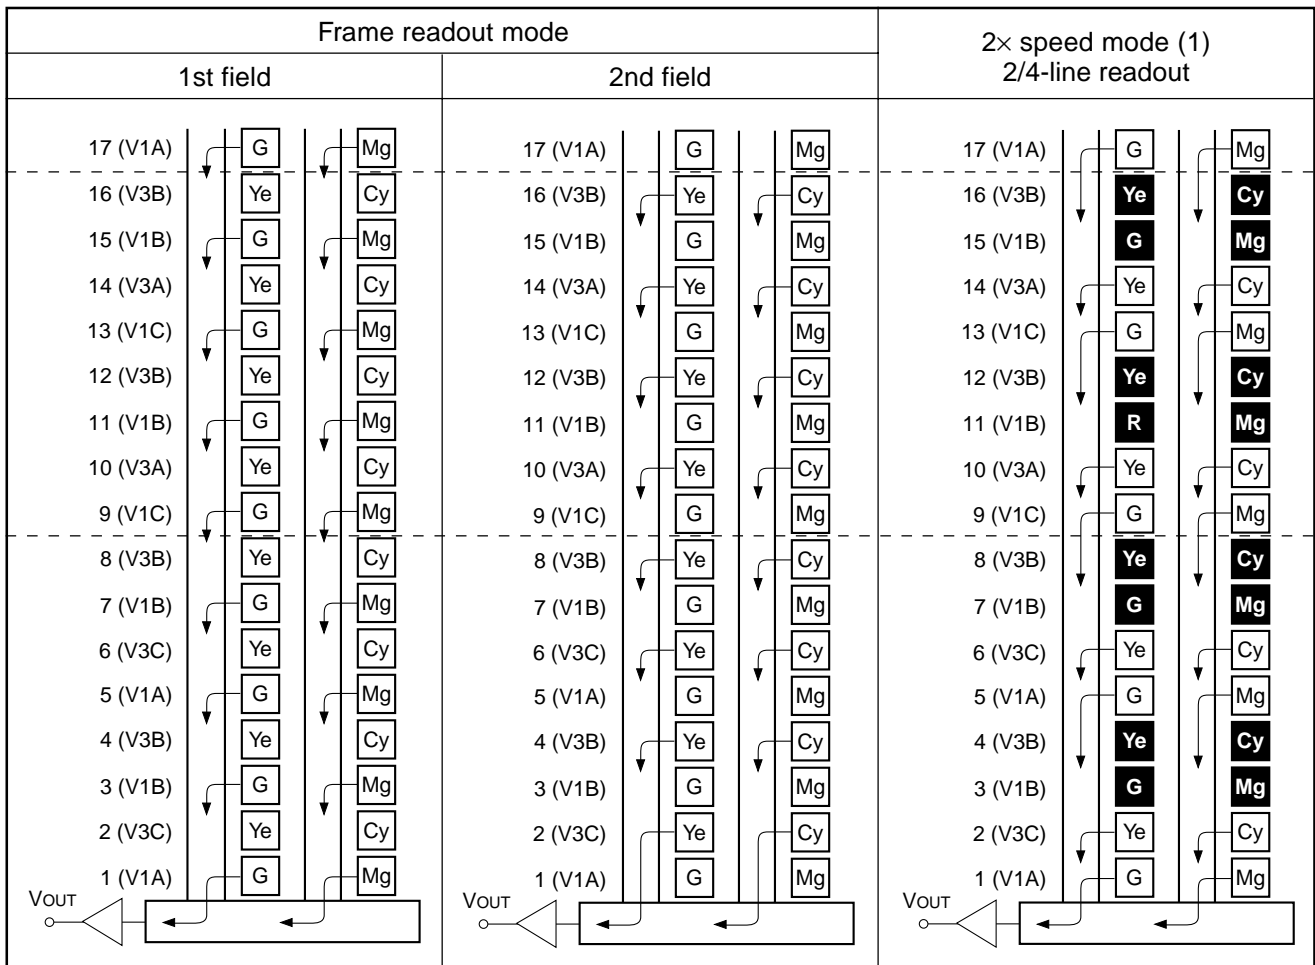 Frame readout mode
2× speed mode (1)
2/4-line readout
1st field
2nd field
17 (V1A) G Mg 17 (V1A) G Mg 17 (V1A) G Mg
16 (V3B) Ye Cy 16 (V3B) Ye Cy 16 (V3B) Ye Cy
15 (V1B) G Mg 15 (V1B) G Mg 15 (V1B) G Mg
14 (V3A) Ye Cy 14 (V3A) Ye Cy 14 (V3A) Ye Cy
13 (V1C) G Mg 13 (V1C) G Mg 13 (V1C) G Mg
12 (V3B) Ye Cy 12 (V3B) Ye Cy 12 (V3B) Ye Cy
11 (V1B) G Mg 11 (V1B) G Mg 11 (V1B) R Mg
10 (V3A) Ye Cy 10 (V3A) Ye Cy 10 (V3A) Ye Cy
9 (V1C) G Mg 9 (V1C) G Mg 9 (V1C) G Mg
8 (V3B) Ye Cy 8 (V3B) Ye Cy 8 (V3B) Ye Cy
7 (V1B) G Mg 7 (V1B) G Mg 7 (V1B) G Mg
6 (V3C) Ye Cy 6 (V3C) Ye Cy 6 (V3C) Ye Cy
5 (V1A) G Mg 5 (V1A) G Mg 5 (V1A) G Mg
4 (V3B) Ye Cy 4 (V3B) Ye Cy 4 (V3B) Ye Cy
3 (V1B) G Mg 3 (V1B) G Mg 3 (V1B) G Mg
2 (V3C) Ye Cy 2 (V3C) Ye Cy 2 (V3C) Ye Cy
1 (V1A) G Mg 1 (V1A) G Mg 1 (V1A) G Mg
VOUT VOUT VOUT